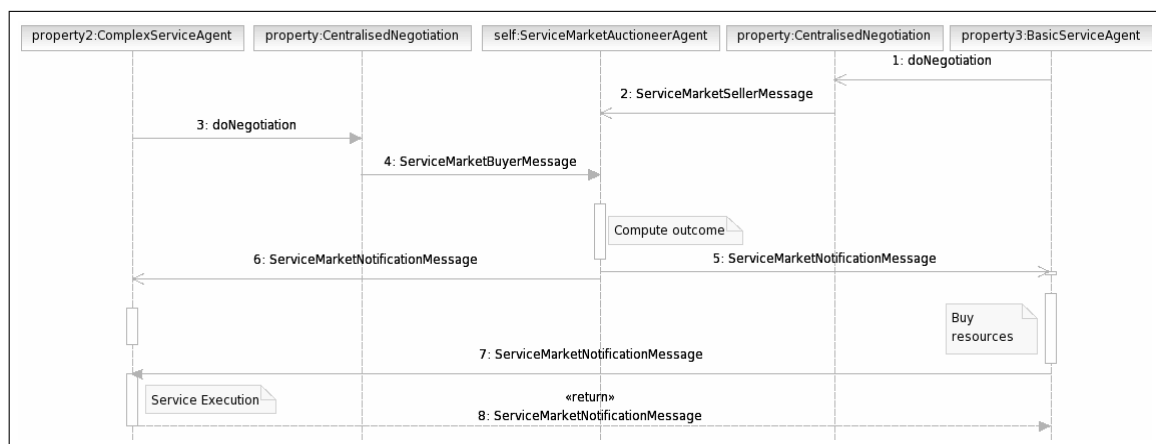 property2:ComplexServiceAgent
property:CentralisedNegotiation
self:ServiceMarketAuctioneerAgent
property:CentralisedNegotiation
property3:BasicServiceAgent
1: doNegotiation
2: ServiceMarketSellerMessage
3: doNegotiation
4: ServiceMarketBuyerMessage
Compute outcome
6: ServiceMarketNotificationMessage
5: ServiceMarketNotificationMessage
Buy
resources
7: ServiceMarketNotificationMessage
Service Execution
«return»
8: ServiceMarketNotificationMessage